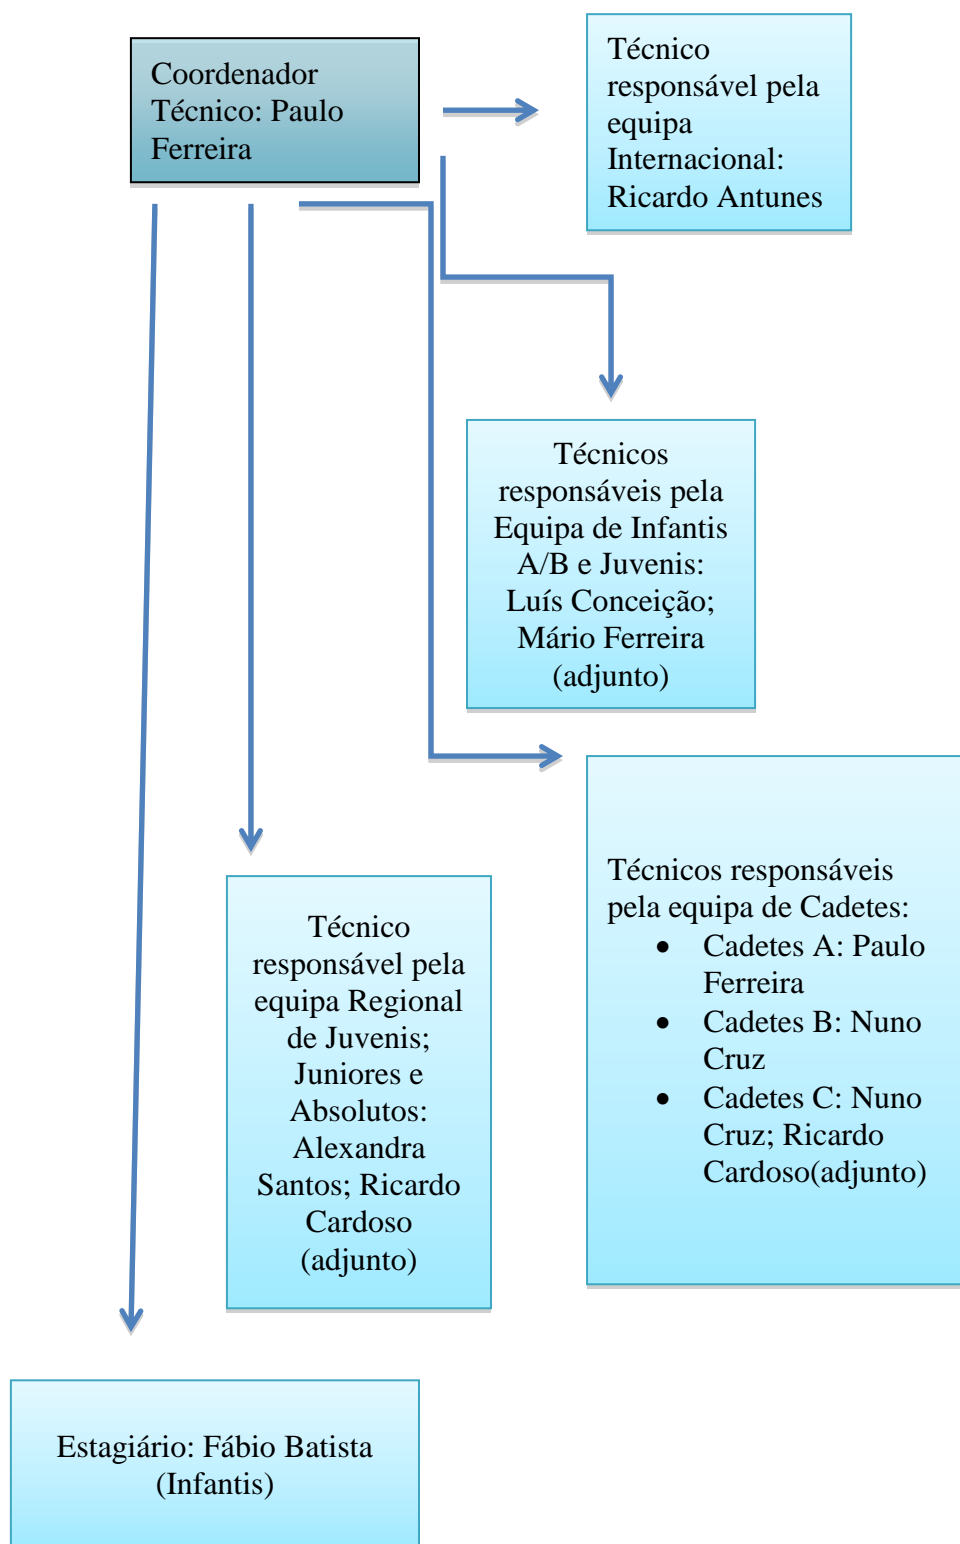 Coordenador
Técnico: Paulo
Ferreira
Técnico
responsável pela
equipa
Internacional:
Ricardo Antunes
Técnicos
responsáveis pela
Equipa de Infantis
A/B e Juvenis:
Luís Conceição;
Mário Ferreira
(adjunto)
Técnicos responsáveis
pela equipa de Cadetes:
• Cadetes A: Paulo
Ferreira
• Cadetes B: Nuno
Cruz
• Cadetes C: Nuno
Cruz; Ricardo
Cardoso(adjunto)
Técnico
responsável pela
equipa Regional
de Juvenis;
Juniores e
Absolutos:
Alexandra
Santos; Ricardo
Cardoso
(adjunto)
Estagiário: Fábio Batista
(Infantis)